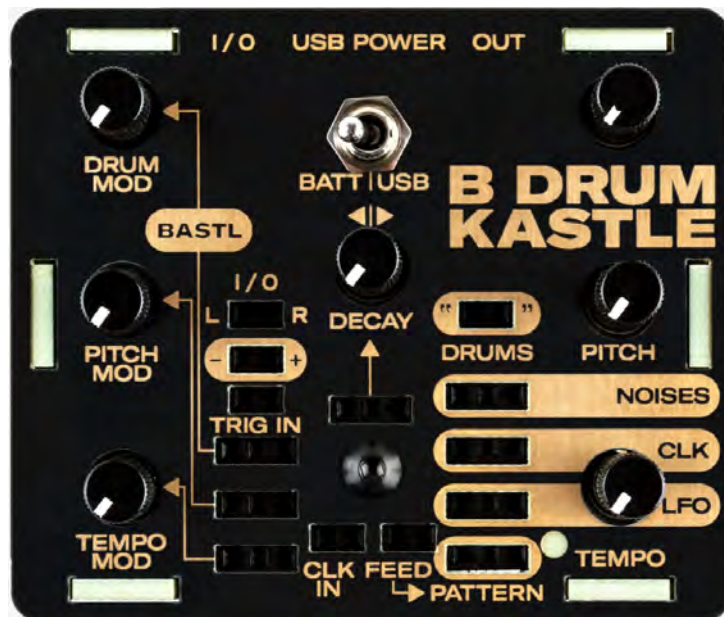 I/O USB POWER OUT
DRUM
MOD
BATT USB
B DRUM
KASTLE
BASTL
I/O
L R
DECAY
" "
DRUMS
PITCH
PITCH
MOD
- +
NOISES
TRIG IN
CLK
LFO
TEMPO
MOD
CLK
IN
FEED
PATTERN
TEMPO